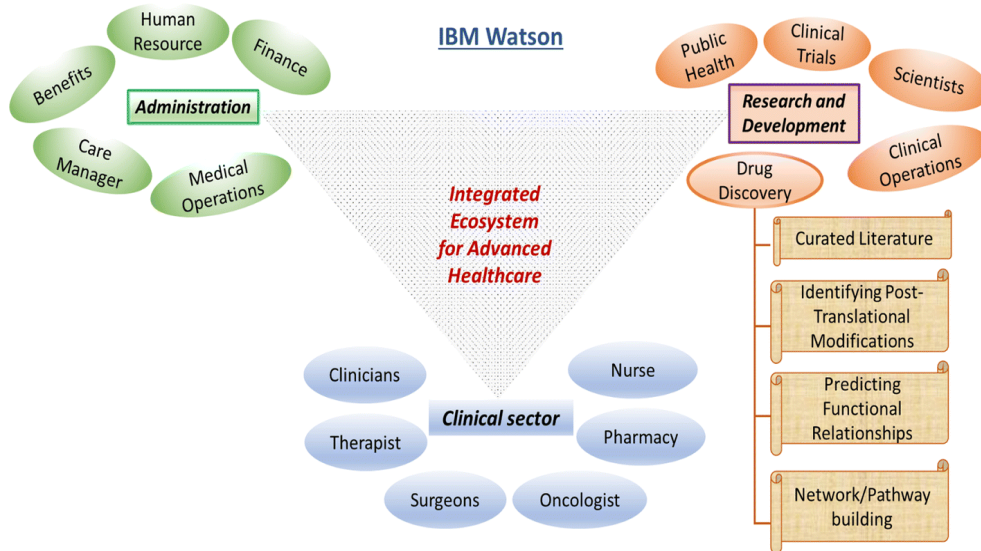 IBM Watson
Human
Resource
Finance
Benefits
Administration
Care
Manager
Medical
Operations
Public
Health
Clinical
Trials
Scientists
Research and
Development
Clinical
Operations
Drug
Discovery
Curated Literature
Identifying Post-
Translational
Modifications
Predicting
Functional
Relationships
Network/Pathway
building
Integrated
Ecosystem
for Advanced
Healthcare
Clinicians
Nurse
Clinical sector
Therapist
Pharmacy
Surgeons
Oncologist